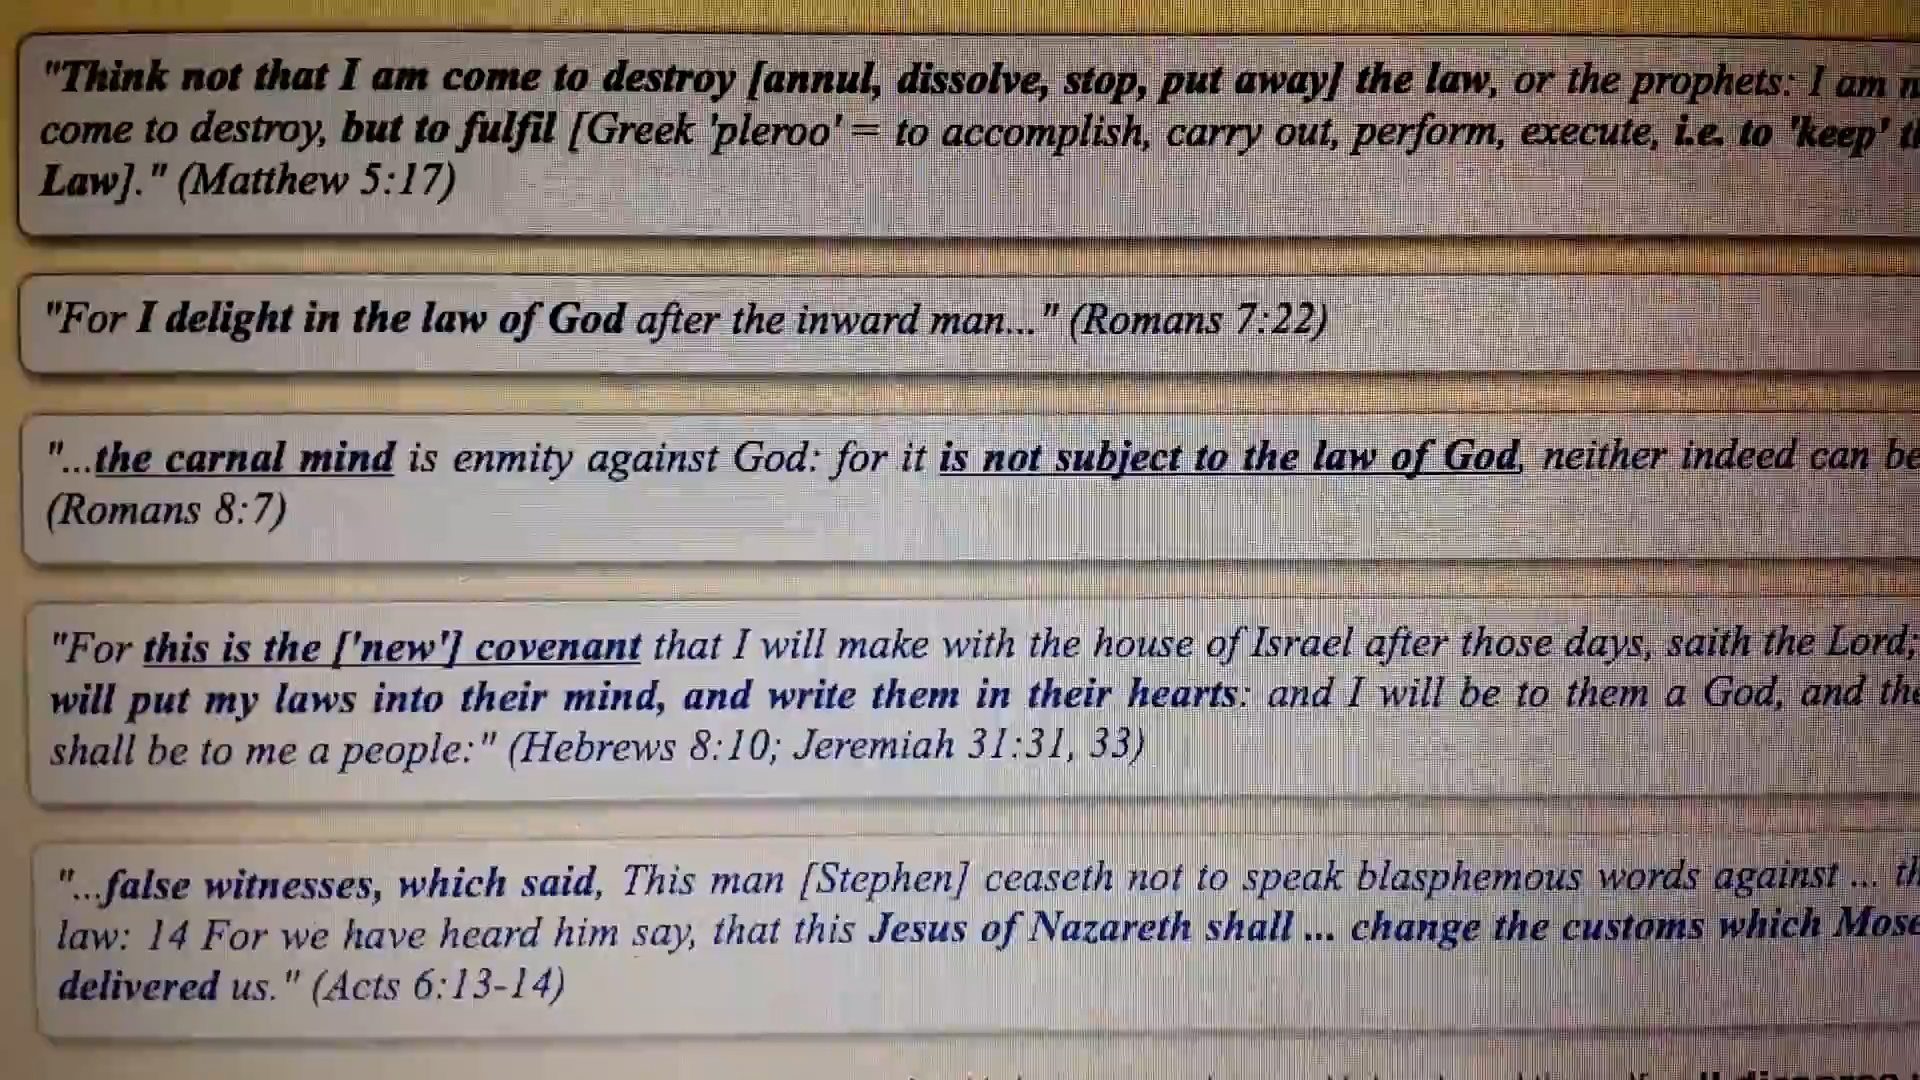 "Think not that I am come to destroy [annul, dissolve, stop, put away] the law, or the prophets: I am
come to destroy, but to fulfil [Greek 'pleroo' = to accomplish, carry out, perform, execute, i.e. to 'keep'
Law]." (Matthew 5:17)
"For I delight in the law of God after the inward man..." (Romans 7:22)
"...the carnal mind is enmity against God: for it is not subject to the law of God, neither indeed can be
(Romans 8:7)
"For this is the ['new'] covenant that I will make with the house of Israel after those days, saith the Lord;
will put my laws into their mind, and write them in their hearts: and I will be to them a God, and
shall be to me a people:" (Hebrews 8:10; Jeremiah 31:31, 33)
"...false witnesses, which said, This man [Stephen] ceaseth not to speak blasphemous words against ...
law: 14 For we have heard him say, that this Jesus of Nazareth shall ... change the customs which
delivered us." (Acts 6:13-14)